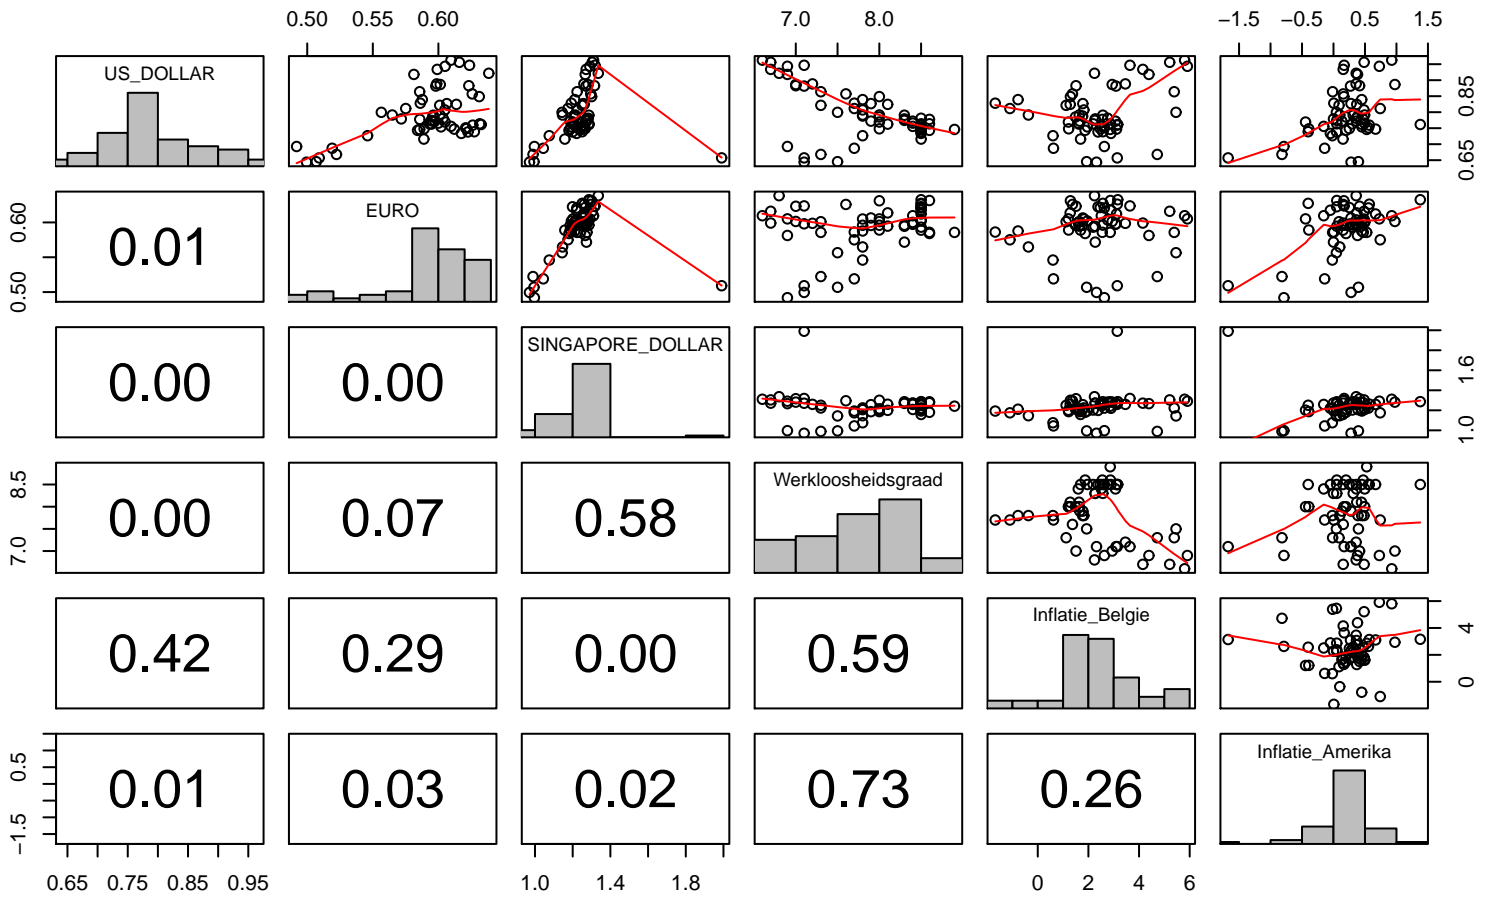 0.50 0.55 0.60 7.0 8.0 −1.5 −0.5 0.5 1.5
US_DOLLAR
0.65 0.85
0.50 0.60
0.01
EURO
0.00 0.00
SINGAPORE_DOLLAR
1.0 1.6
7.0 8.5
0.00 0.07 0.58
Werkloosheidsgraad
0.42 0.29 0.00 0.59
Inflatie_Belgie
0 4
−1.5 0.5
0.01 0.03 0.02 0.73 0.26
Inflatie_Amerika
0.65 0.75 0.85 0.95 1.0 1.4 1.8 0 2 4 6